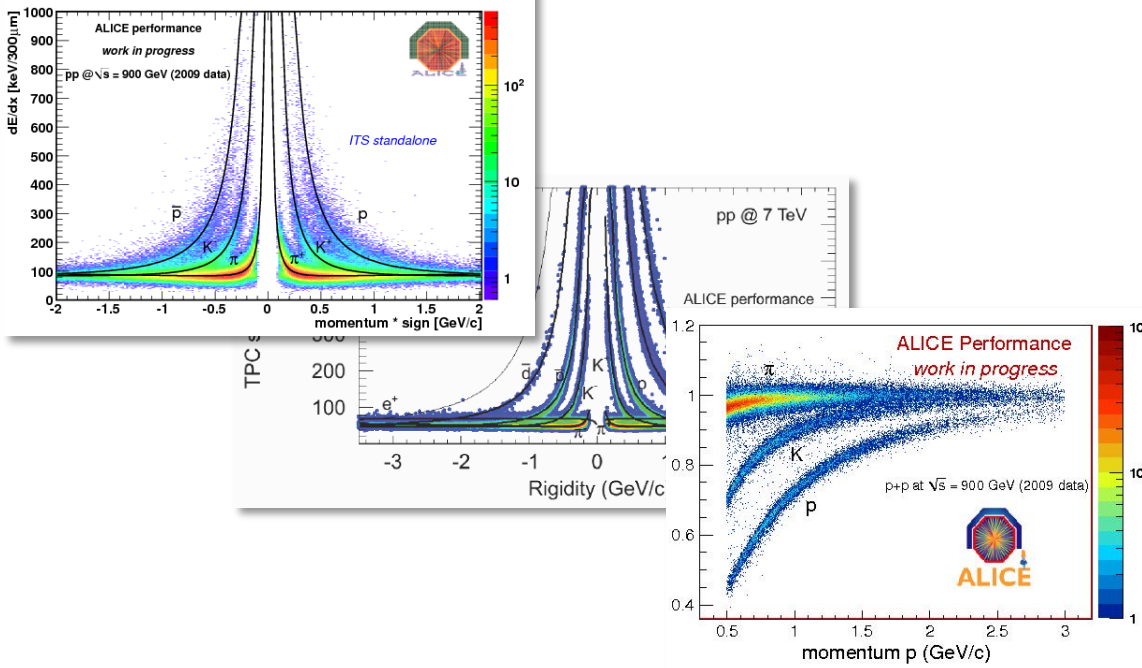 1000
900
800
700
600
500
400
300
200
100
0
dE/dx [keV/300μm]
ALICE performance
work in progress
pp @ √s = 900 GeV (2009 data)
ALICE
ITS standalone
p̄
p
K⁻
K⁺
π⁻
π⁺
10²
10
1
-2 -1.5 -1 -0.5 0 0.5 1 1.5 2
momentum * sign [GeV/c]
pp @ 7 TeV
ALICE performance
TPC
200
100
e⁺
d̄
p̄
K⁻
π
-3 -2 -1 0
Rigidity (GeV/c
1.2
1
0.8
0.6
0.4
ALICE Performance
work in progress
π
K
p
p+p at √s = 900 GeV (2009 data)
ALICE
10
10
1
0.5 1 1.5 2 2.5 3
momentum p (GeV/c)